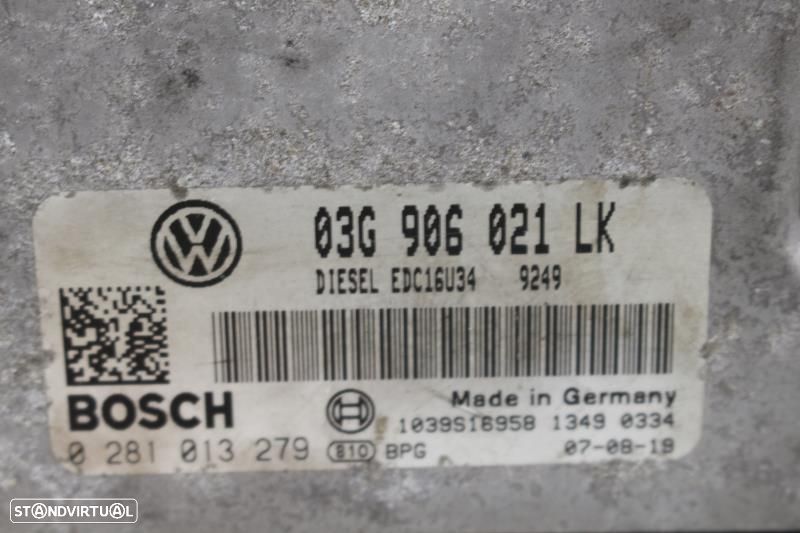 03G 906 021 LK
DIESEL EDC16U34 9249
BOSCH
Made in Germany
1039S16958 1349 0334
0 281 013 279 810 BPG 07-08-19
STANDVIRTUAL